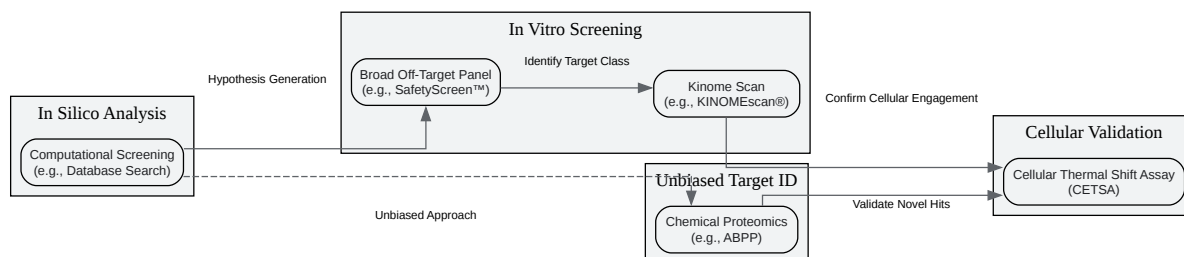 In Vitro Screening
Identify Target Class
Broad Off-Target Panel
(e.g., SafetyScreen™)
Hypothesis Generation
Kinome Scan
(e.g., KINOMEscan®)
Confirm Cellular Engagement
In Silico Analysis
Computational Screening
(e.g., Database Search)
Cellular Validation
Cellular Thermal Shift Assay
(CETSA)
Unbiased Target ID
Unbiased Approach
Chemical Proteomics
(e.g., ABPP)
Validate Novel Hits